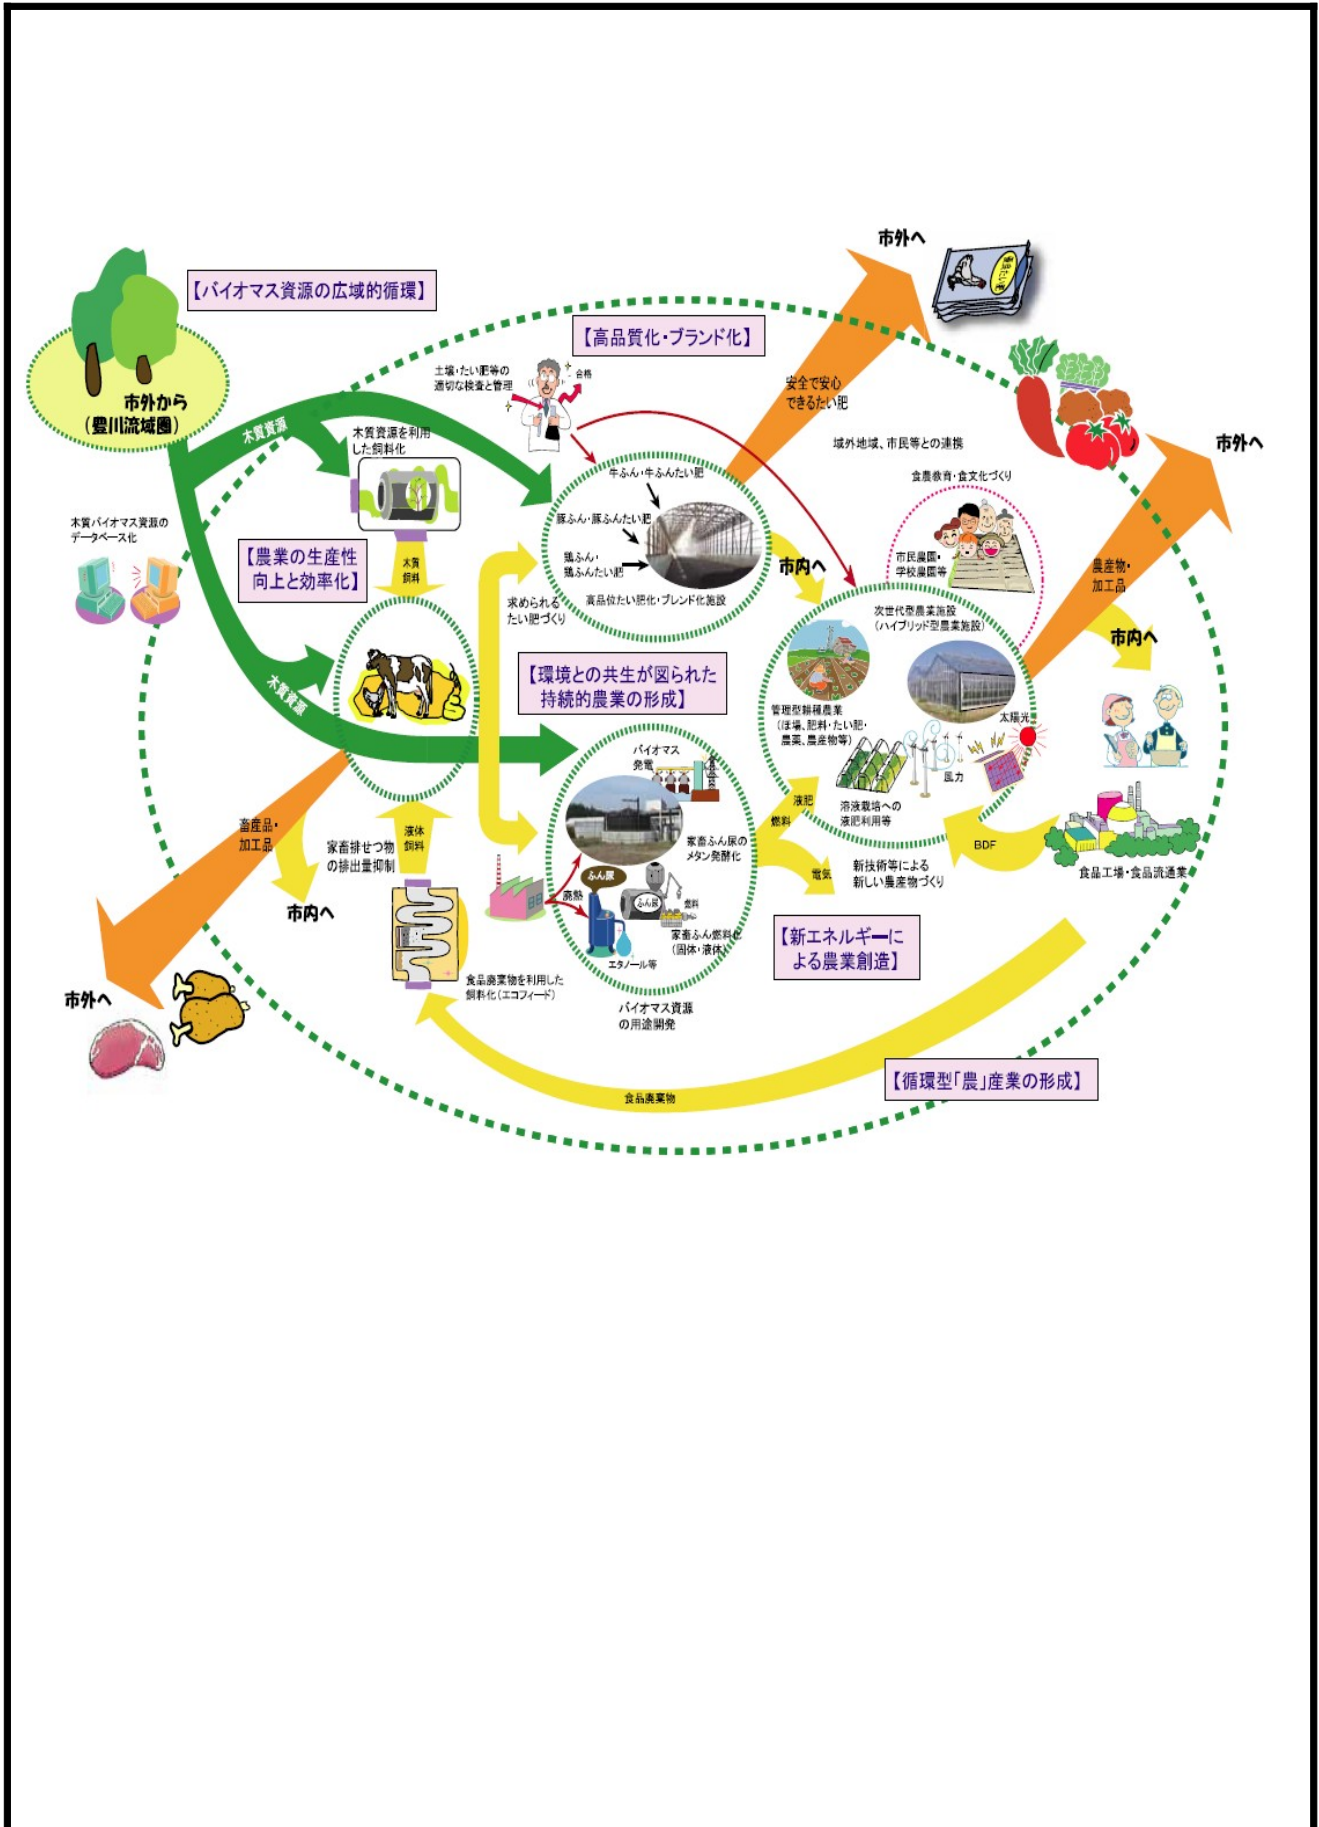 市外へ
【バイオマス資源の広域的循環】
【高品質化・ブランド化】
土壌・たい肥等の
適切な検査と管理
合格
安全で安心
できるたい肥
市外から
(豊川流域圏)
木質資源
木質資源を利用
した飼料化
域外地域、市民等との連携
市外へ
牛ふん・牛ふんたい肥
食農教育・食文化づくり
木質バイオマス資源の
データベース化
豚ふん・豚ふんたい肥
【農業の生産性
向上と効率化】
木質
飼料
鶏ふん・
鶏ふんたい肥
市内へ
市民農園・
学校農園等
農産物・
加工品
求められる
たい肥づくり
高品位たい肥化・ブレンド化施設
次世代型農業施設
(ハイブリッド型農業施設)
市内へ
【環境との共生が図られた
持続的農業の形成】
木質資源
管理型耕種農業
(ほ場、肥料・たい肥・
農薬、農産物等)
太陽光
バイオマス
発電
風力
液肥
燃料
溶液栽培への
液肥利用等
畜産品・
加工品
家畜排せつ物
の排出量抑制
液体
飼料
家畜ふん尿の
メタン発酵化
BDF
食品工場・食品流通業
電気
新技術等による
新しい農産物づくり
ふん尿
廃熱
ふん尿
燃料
市内へ
家畜ふん燃料化
(固体・液体)
【新エネルギーに
よる農業創造】
エタノール等
食品廃棄物を利用した
飼料化(エコフィード)
市外へ
バイオマス資源
の用途開発
【循環型「農」産業の形成】
食品廃棄物